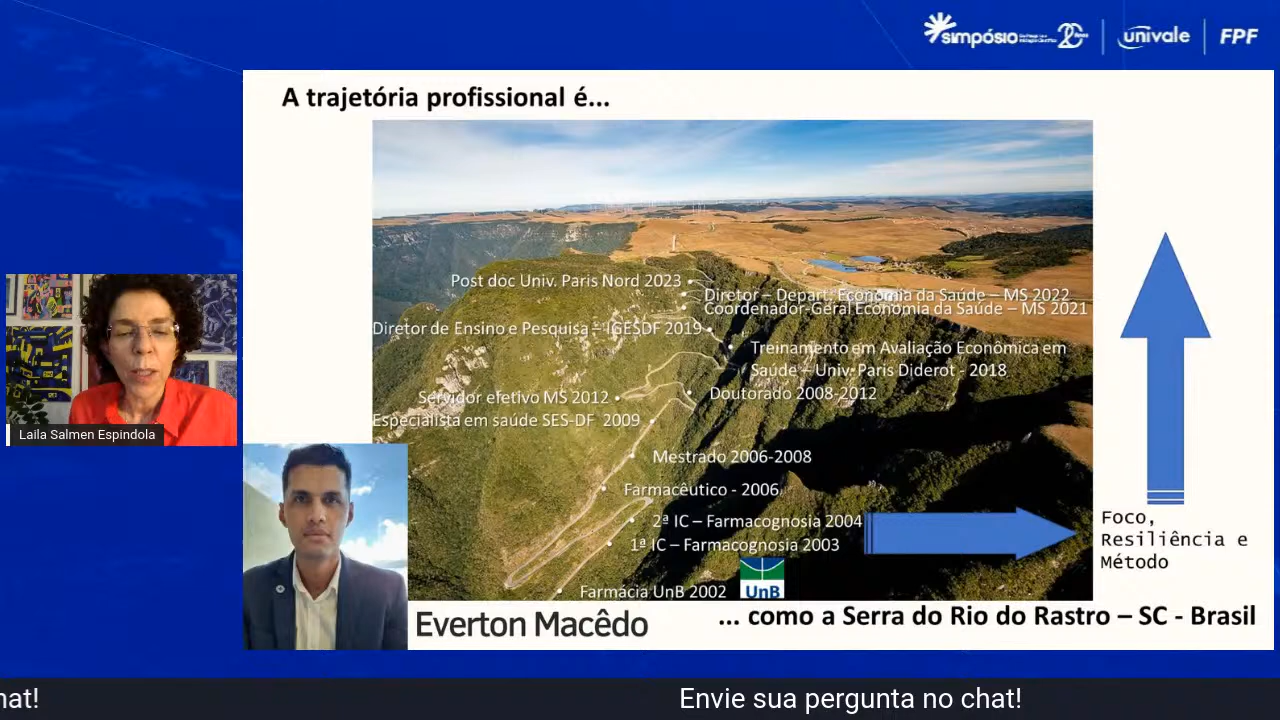 simpósio
20
univale
FPF
A trajetória profissional é...
Post doc Univ. Paris Nord 2023
Diretor – Depart. Economia da Saúde – MS 2022
Coordenador-Geral Economia da Saúde – MS 2021
Diretor de Ensino e Pesquisa – IGESDF 2019
Treinamento em Avaliação Econômica em
Saúde – Univ. Paris Diderot - 2018
Servidor efetivo MS 2012
Doutorado 2008-2012
Especialista em saúde SES-DF 2009
Laila Salmen Espindola
Mestrado 2006-2008
Farmacêutico - 2006
2ª IC – Farmacognosia 2004
1ª IC – Farmacognosia 2003
Foco,
Resiliência e
Método
Farmácia UnB 2002
UnB
Everton Macêdo
... como a Serra do Rio do Rastro – SC - Brasil
hat!
Envie sua pergunta no chat!